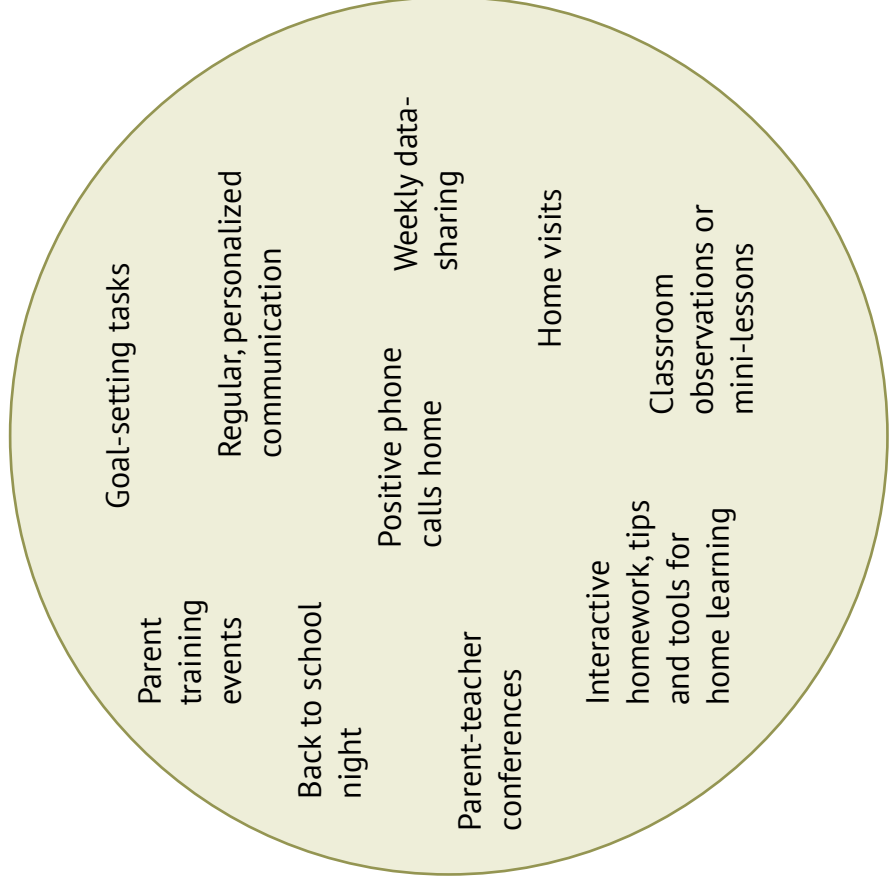 Goal-setting tasks
Regular, personalized
communication
Weekly data-
sharing
Positive phone
calls home
Home visits
Classroom
observations or
mini-lessons
Parent
training
events
Back to school
night
Parent-teacher
conferences
Interactive
homework, tips
and tools for
home learning